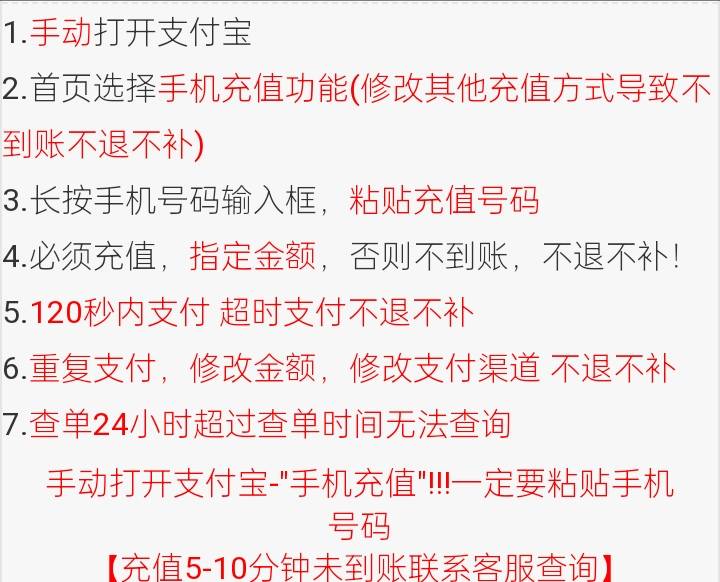 1.手动打开支付宝
2.首页选择手机充值功能(修改其他充值方式导致不
到账不退不补)
3.长按手机号码输入框，粘贴充值号码
4.必须充值，指定金额，否则不到账，不退不补！
5.120秒内支付 超时支付不退不补
6.重复支付，修改金额，修改支付渠道 不退不补
7.查单24小时超过查单时间无法查询
手动打开支付宝-"手机充值"!!!一定要粘贴手机
号码
【充值5-10分钟未到账联系客服查询】